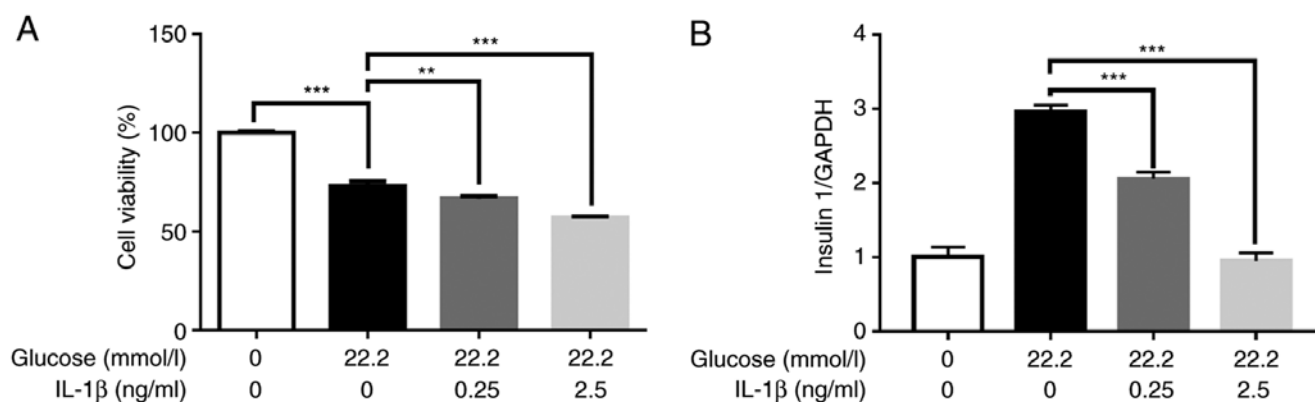 A
150
100
50
0
Cell viability (%)
***
**
***
Glucose (mmol/l) 0 22.2 22.2 22.2
IL-1β (ng/ml) 0 0 0.25 2.5
B
4
3
2
1
0
Insulin 1/GAPDH
***
***
Glucose (mmol/l) 0 22.2 22.2 22.2
IL-1β (ng/ml) 0 0 0.25 2.5